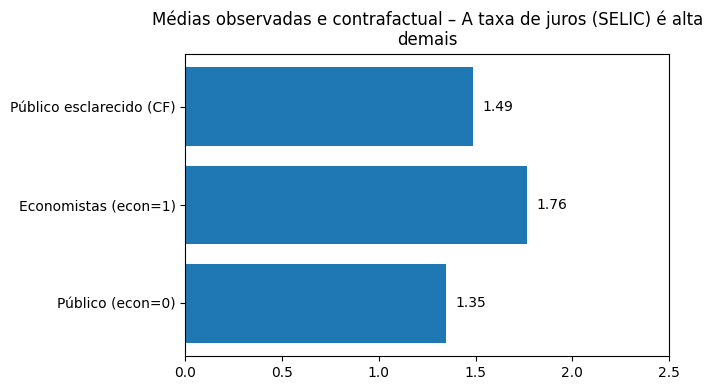 Médias observadas e contrafactual – A taxa de juros (SELIC) é alta
demais
Público esclarecido (CF)
1.49
Economistas (econ=1)
1.76
Público (econ=0)
1.35
0.0 0.5 1.0 1.5 2.0 2.5